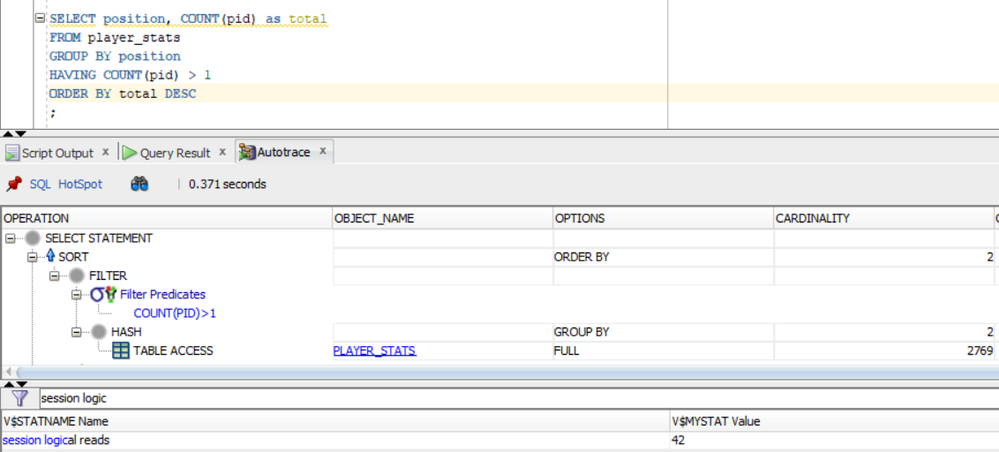 SELECT position, COUNT(pid) as total
FROM player_stats
GROUP BY position
HAVING COUNT(pid) > 1
ORDER BY total DESC
;
Script Output x Query Result x Autotrace x
SQL HotSpot | 0.371 seconds
OPERATION OBJECT_NAME OPTIONS CARDINALITY
SELECT STATEMENT
SORT ORDER BY 2
FILTER
Filter Predicates
COUNT(PID)>1
HASH GROUP BY 2
TABLE ACCESS PLAYER_STATS FULL 2769
session logic
V$STATNAME Name V$MYSTAT Value
session logical reads 42